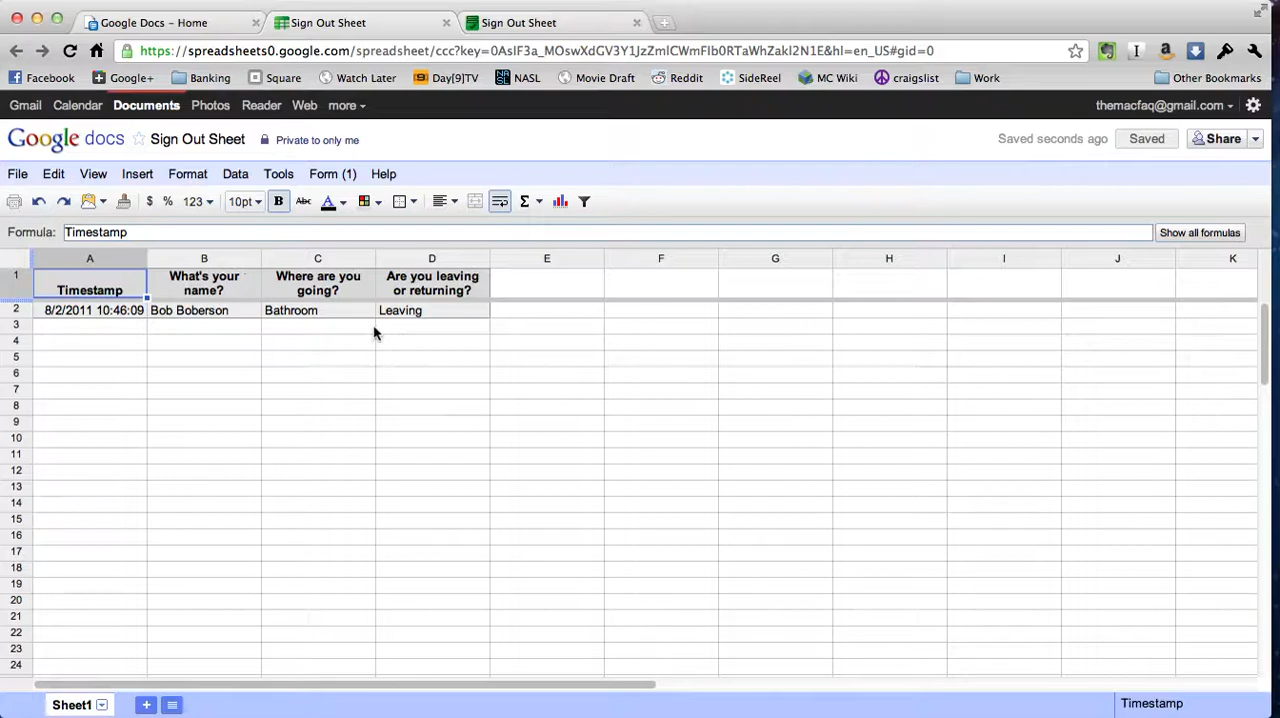 Google Docs – Home
Sign Out Sheet
Sign Out Sheet
https://spreadsheets0.google.com/spreadsheet/ccc?key=0AslF3a_MOswXdGV3Y1JzZmlCWmFIb0RTaWhZakl2N1E&hl=en_US#gid=0
Facebook Google+ Banking Square Watch Later Day[9]TV NASL Movie Draft Reddit SideReel MC Wiki craigslist Work Other Bookmarks
Gmail Calendar Documents Photos Reader Web more themacfaq@gmail.com
Google docs Sign Out Sheet Private to only me Saved seconds ago Saved Share
File Edit View Insert Format Data Tools Form (1) Help
$ % 123 10pt B Abc A Σ
Formula: Timestamp Show all formulas
A B C D E F G H I J K
1 Timestamp What's your name? Where are you going? Are you leaving or returning?
2 8/2/2011 10:46:09 Bob Boberson Bathroom Leaving
3
4
5
6
7
8
9
10
11
12
13
14
15
16
17
18
19
20
21
22
23
24
Sheet1 Timestamp